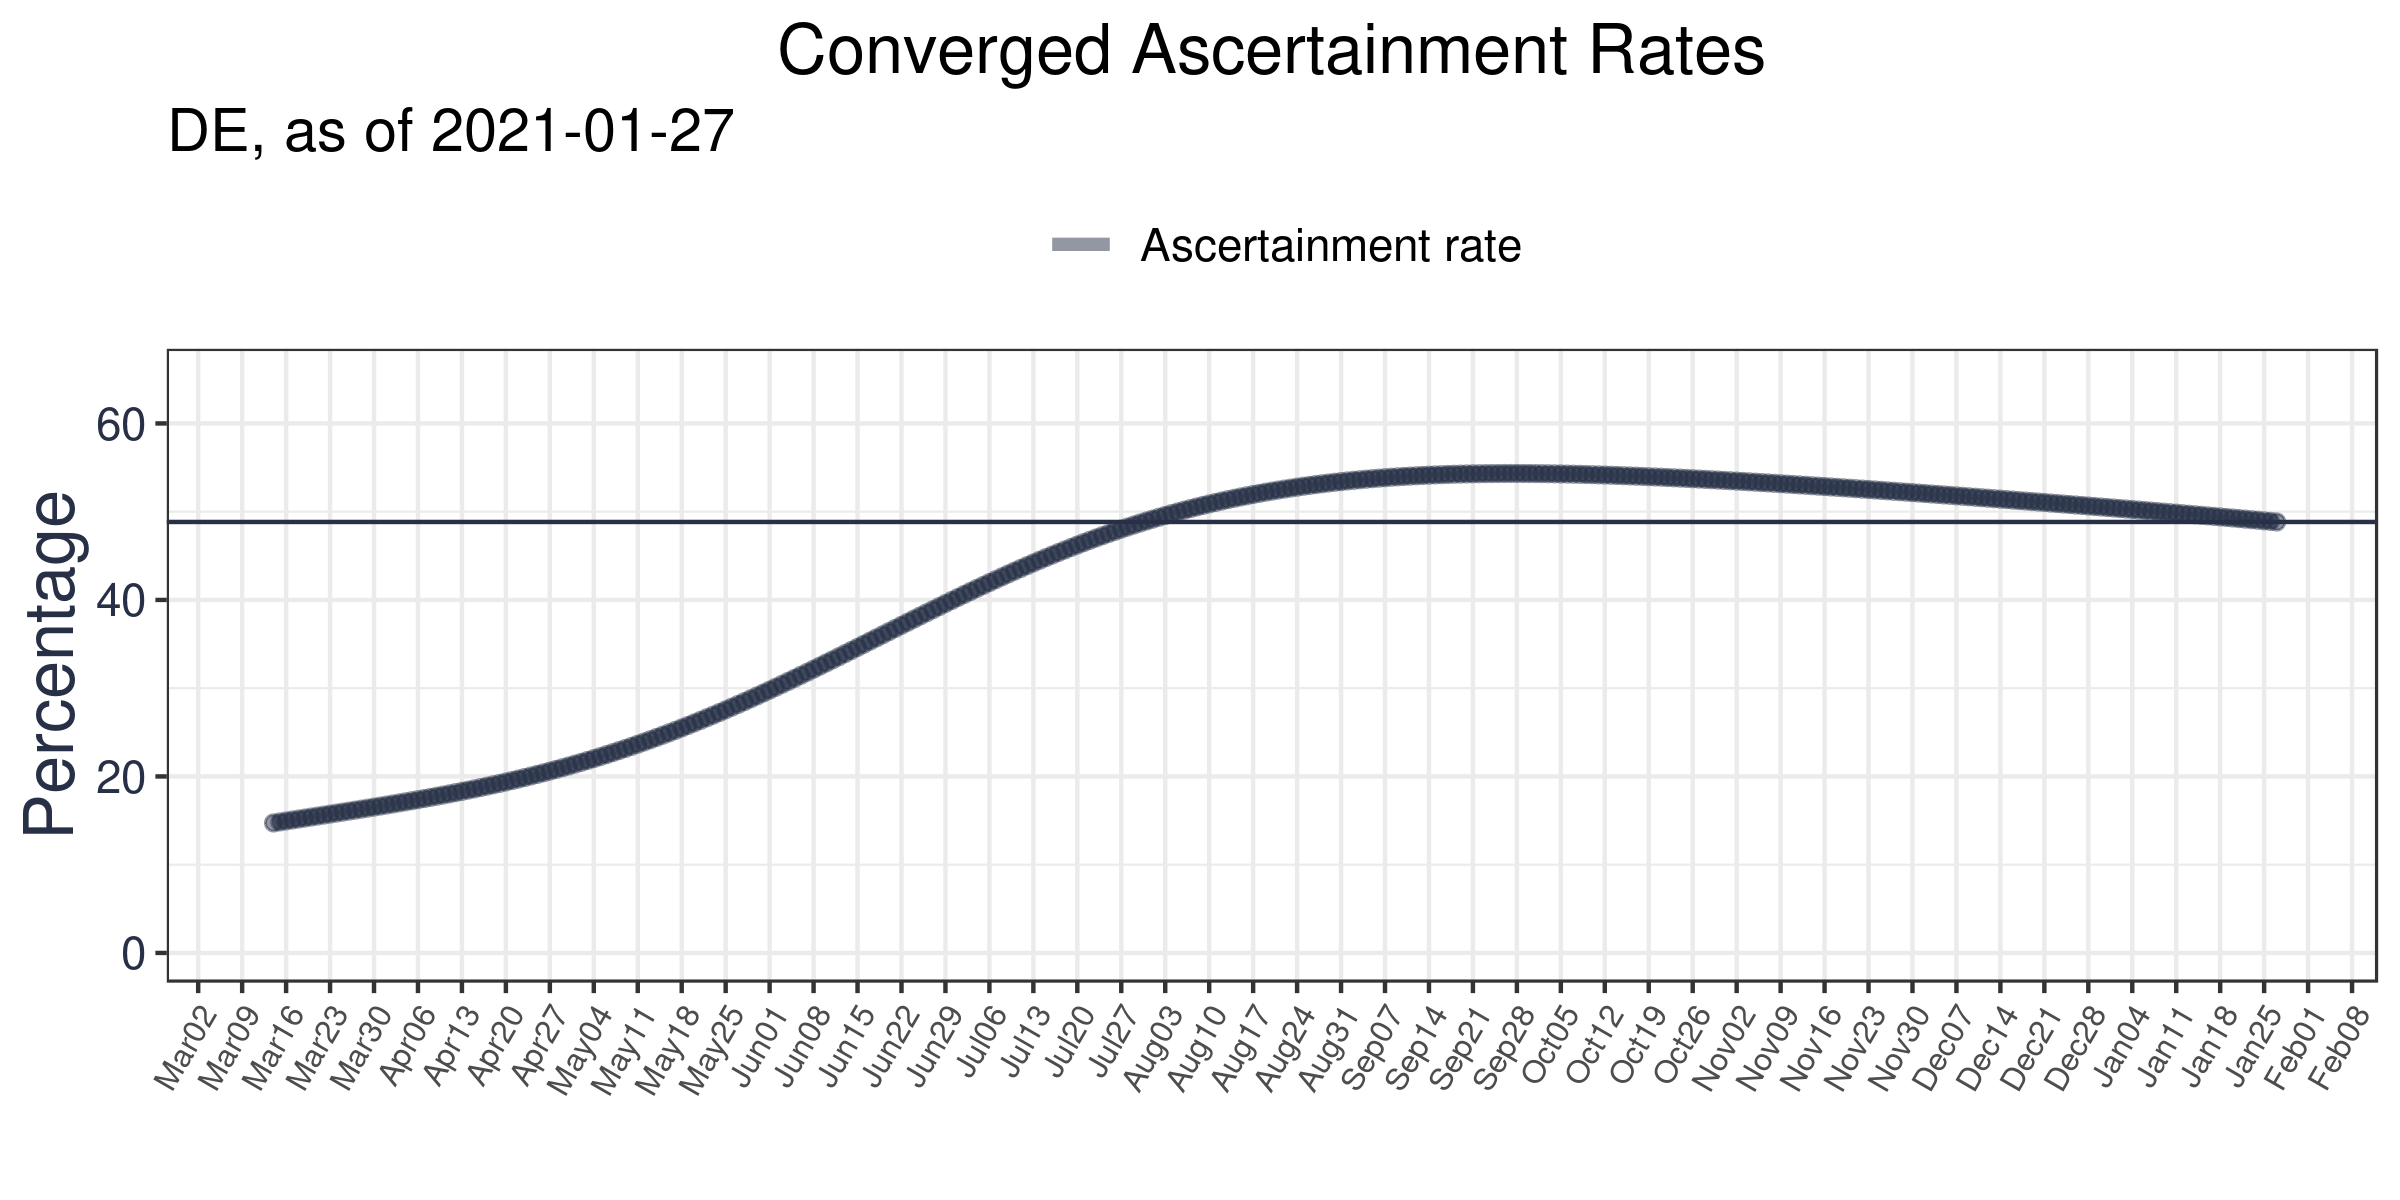 Converged Ascertainment Rates
DE, as of 2021-01-27
Ascertainment rate
Percentage
60
40
20
0
Mar02
Mar09
Mar16
Mar23
Mar30
Apr06
Apr13
Apr20
Apr27
May04
May11
May18
May25
Jun01
Jun08
Jun15
Jun22
Jun29
Jul06
Jul13
Jul20
Jul27
Aug03
Aug10
Aug17
Aug24
Aug31
Sep07
Sep14
Sep21
Sep28
Oct05
Oct12
Oct19
Oct26
Nov02
Nov09
Nov16
Nov23
Nov30
Dec07
Dec14
Dec21
Dec28
Jan04
Jan11
Jan18
Jan25
Feb01
Feb08